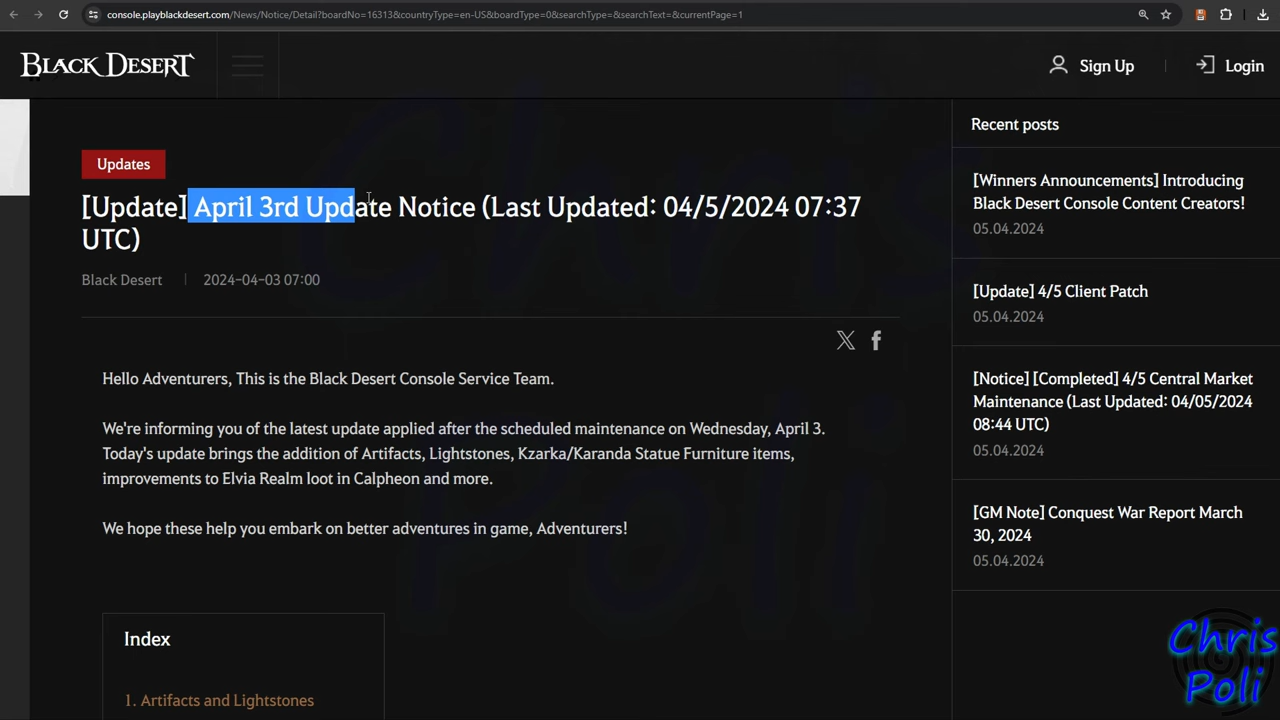 console.playblackdesert.com/News/Notice/Detail?boardNo=16313&countryType=en-US&boardType=0&searchType=&searchText=&currentPage=1
BLACK DESERT
Sign Up
Login
Updates
[Update] April 3rd Update Notice (Last Updated: 04/5/2024 07:37
UTC)
Black Desert
2024-04-03 07:00
Hello Adventurers, This is the Black Desert Console Service Team.
We're informing you of the latest update applied after the scheduled maintenance on Wednesday, April 3.
Today's update brings the addition of Artifacts, Lightstones, Kzarka/Karanda Statue Furniture items,
improvements to Elvia Realm loot in Calpheon and more.
We hope these help you embark on better adventures in game, Adventurers!
Index
1. Artifacts and Lightstones
Recent posts
[Winners Announcements] Introducing
Black Desert Console Content Creators!
05.04.2024
[Update] 4/5 Client Patch
05.04.2024
[Notice] [Completed] 4/5 Central Market
Maintenance (Last Updated: 04/05/2024
08:44 UTC)
05.04.2024
[GM Note] Conquest War Report March
30, 2024
05.04.2024
Chris
Poli
Chris
Poli